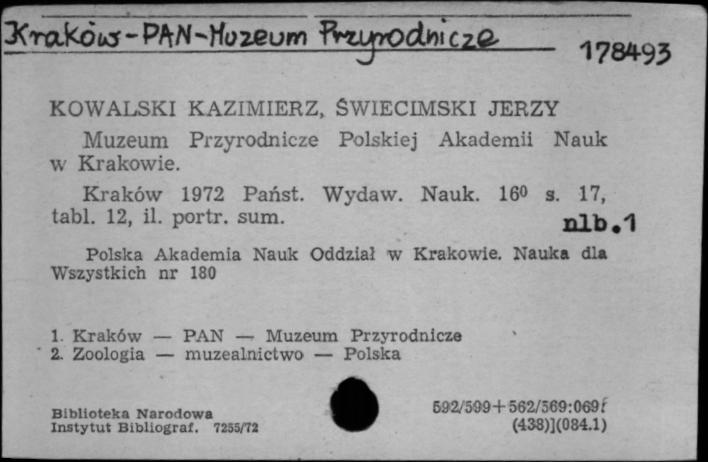 Kraków-PAN-Muzeum Przyrodnicze
178493
KOWALSKI KAZIMIERZ, ŚWIECIMSKI JERZY
Muzeum Przyrodnicze Polskiej Akademii Nauk
w Krakowie.
Kraków 1972 Państ. Wydaw. Nauk. 16⁰ s. 17,
tabl. 12, il. portr. sum.
nlb.1
Polska Akademia Nauk Oddział w Krakowie. Nauka dla
Wszystkich nr 180
1. Kraków — PAN — Muzeum Przyrodnicze
2. Zoologia — muzealnictwo — Polska
Biblioteka Narodowa
Instytut Bibliograf. 7255/72
592/599+562/569:069
(438)](084.1)